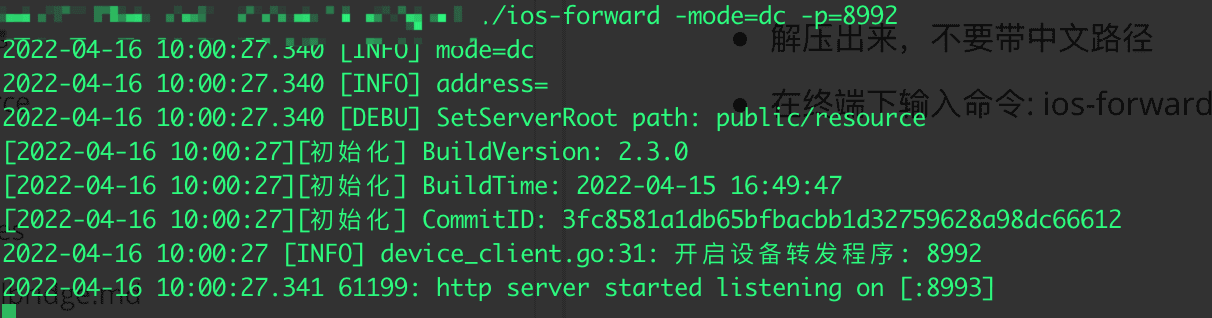 ./ios-forward -mode=dc -p=8992
2022-04-16 10:00:27.340 [INFO] mode=dc
2022-04-16 10:00:27.340 [INFO] address=
2022-04-16 10:00:27.340 [DEBU] SetServerRoot path: public/resource
[2022-04-16 10:00:27][初始化] BuildVersion: 2.3.0
[2022-04-16 10:00:27][初始化] BuildTime: 2022-04-15 16:49:47
[2022-04-16 10:00:27][初始化] CommitID: 3fc8581a1db65bfbacbb1d32759628a98dc66612
2022-04-16 10:00:27 [INFO] device_client.go:31: 开启设备转发程序: 8992
2022-04-16 10:00:27.341 61199: http server started listening on [:8993]
解压出来，不要带中文路径
在终端下输入命令: ios-forward